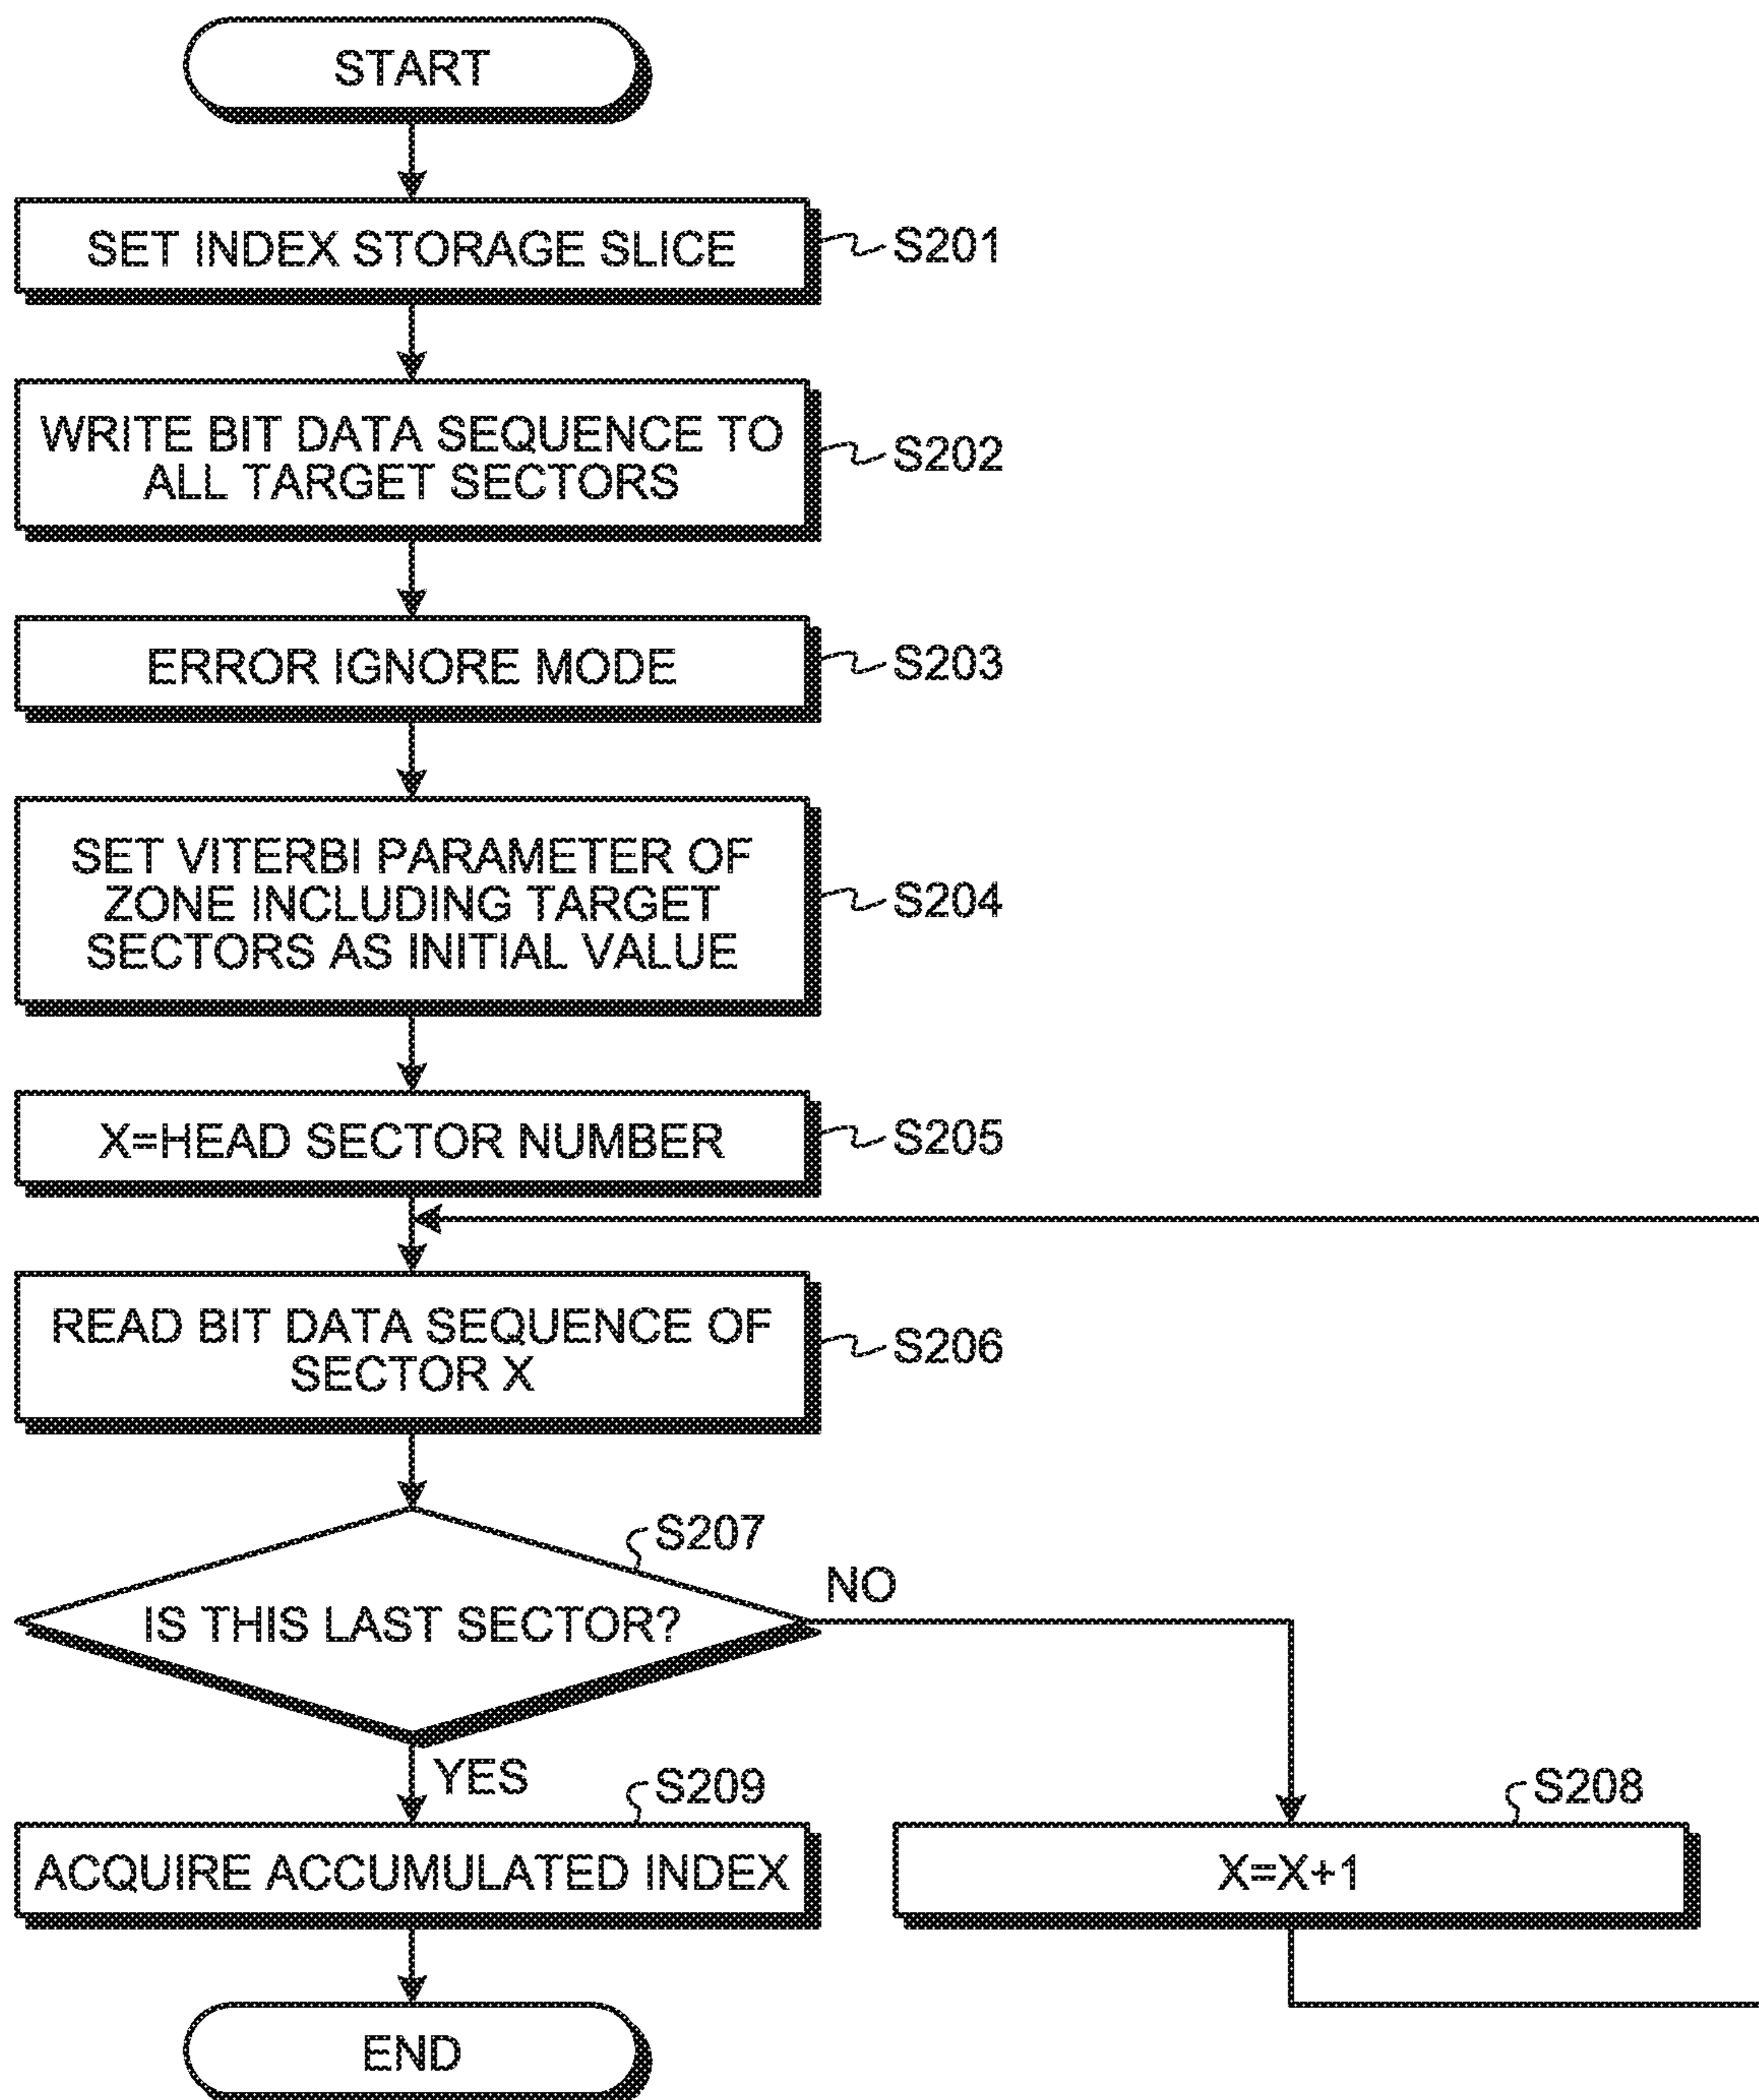 START
SET INDEX STORAGE SLICE
S201
WRITE BIT DATA SEQUENCE TO
ALL TARGET SECTORS
S202
ERROR IGNORE MODE
S203
SET VITERBI PARAMETER OF
ZONE INCLUDING TARGET
SECTORS AS INITIAL VALUE
S204
X=HEAD SECTOR NUMBER
S205
READ BIT DATA SEQUENCE OF
SECTOR X
S206
S207
IS THIS LAST SECTOR?
NO
YES
S209
ACQUIRE ACCUMULATED INDEX
S208
X=X+1
END